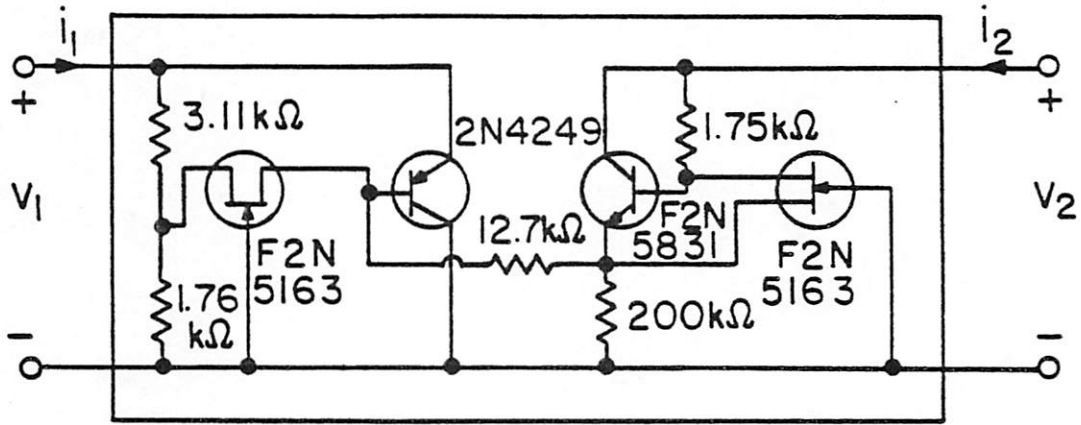 i1
i2
+
+
3.11kΩ
2N4249
1.75kΩ
V1
V2
12.7kΩ
F2N
5831
F2N
5163
F2N
5163
1.76
kΩ
200kΩ
−
−